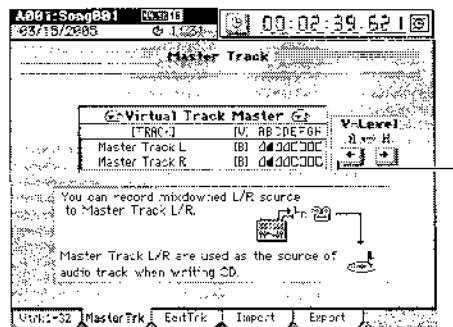 A001:Song001
03/15/2005
00:02:39.62
Master Track
Virtual Track Master
[TRACK] [V] ABCDEFGH
Master Track L [B]
Master Track R [B]
V-Level
You can record mixdowned L/R source
to Master Track L/R.
Master Track L/R are used as the source of
audio track when writing CD.
MasterTrk EditTrk Import Export